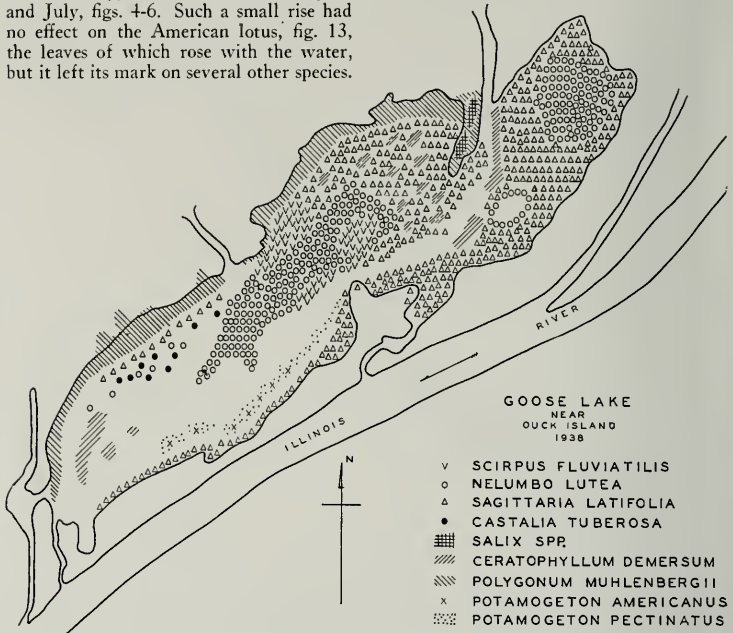 and July, figs. 4-6. Such a small rise had
no effect on the American lotus, fig. 13,
the leaves of which rose with the water,
but it left its mark on several other species.
RIVER
ILLINOIS
GOOSE LAKE
NEAR
DUCK ISLAND
1938
N
SCIRPUS FLUVIATILIS
NELUMBO LUTEA
SAGITTARIA LATIFOLIA
CASTALIA TUBEROSA
SALIX SPP.
CERATOPHYLLUM DEMERSUM
POLYGONUM MUHLENBERGII
POTAMOGETON AMERICANUS
POTAMOGETON PECTINATUS